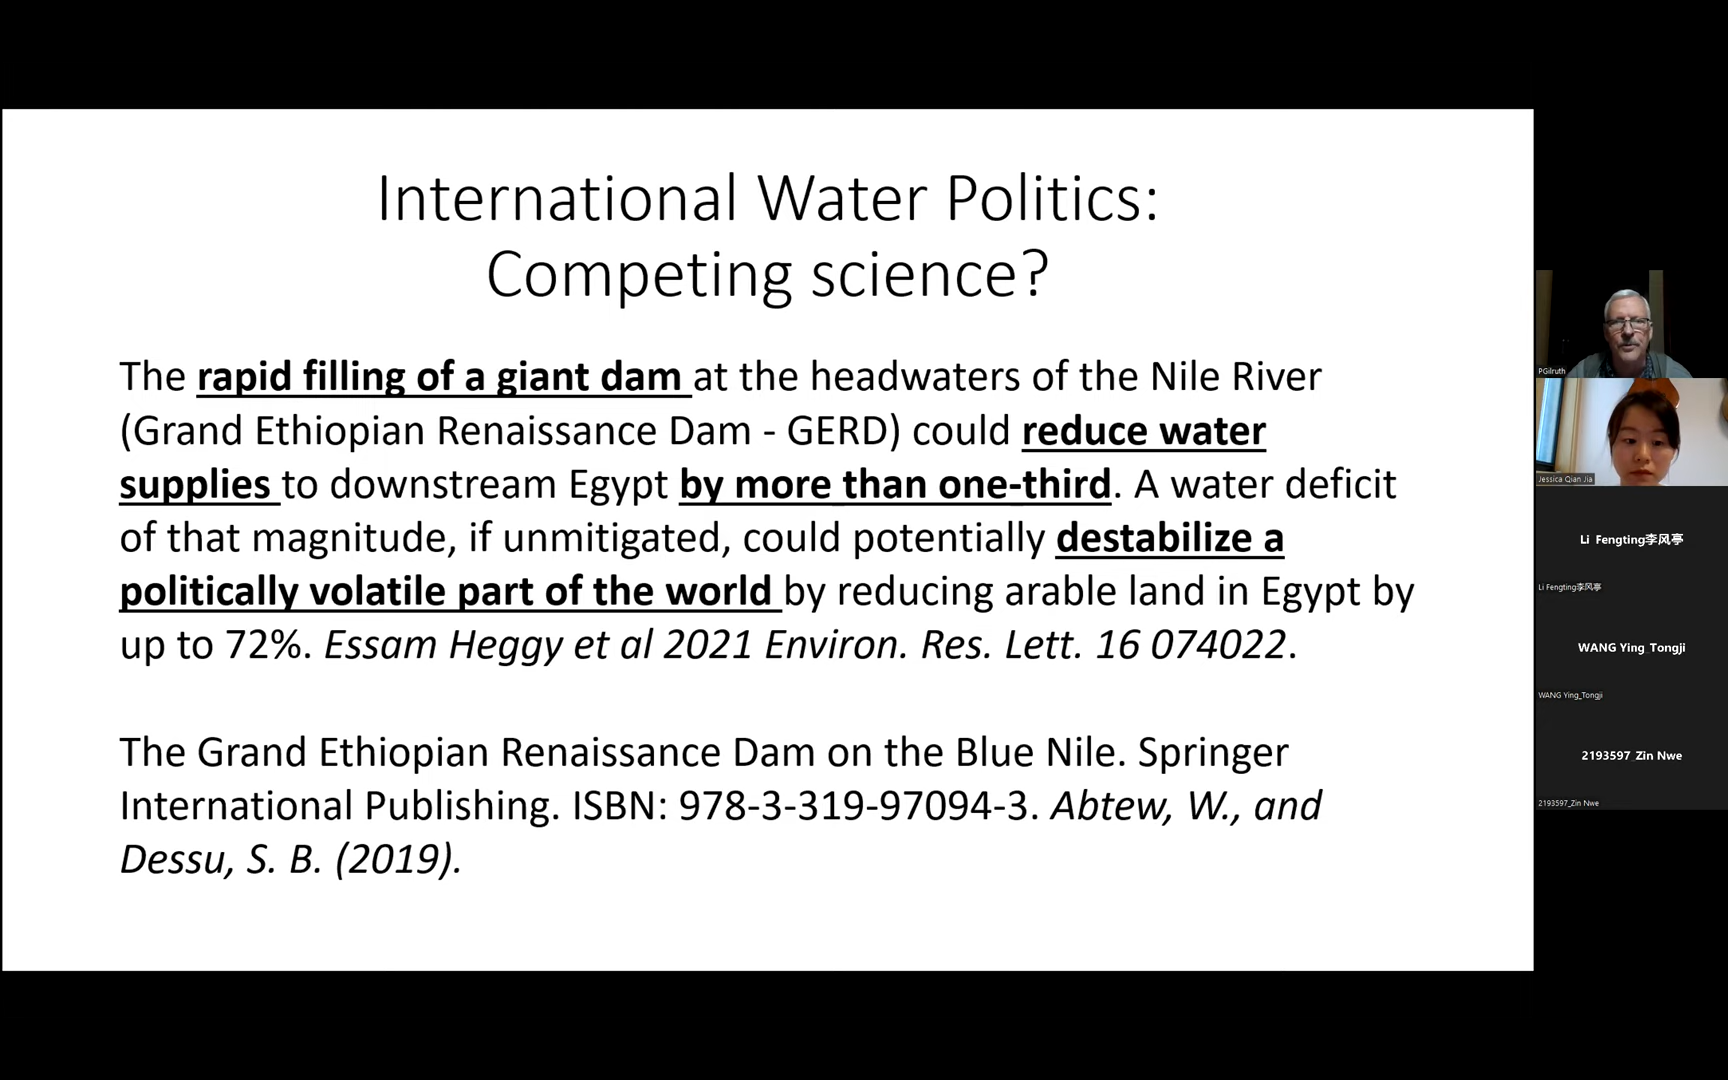 International Water Politics:
Competing science?
The rapid filling of a giant dam at the headwaters of the Nile River
(Grand Ethiopian Renaissance Dam - GERD) could reduce water
supplies to downstream Egypt by more than one-third. A water deficit
of that magnitude, if unmitigated, could potentially destabilize a
politically volatile part of the world by reducing arable land in Egypt by
up to 72%. Essam Heggy et al 2021 Environ. Res. Lett. 16 074022.
The Grand Ethiopian Renaissance Dam on the Blue Nile. Springer
International Publishing. ISBN: 978-3-319-97094-3. Abtew, W., and
Dessu, S. B. (2019).
PGilruth
Jessica Qian Jia
Li Fengting李风亭
Li Fengting李风亭
WANG Ying_Tongji
WANG Ying_Tongji
2193597_Zin Nwe
2193597_Zin Nwe